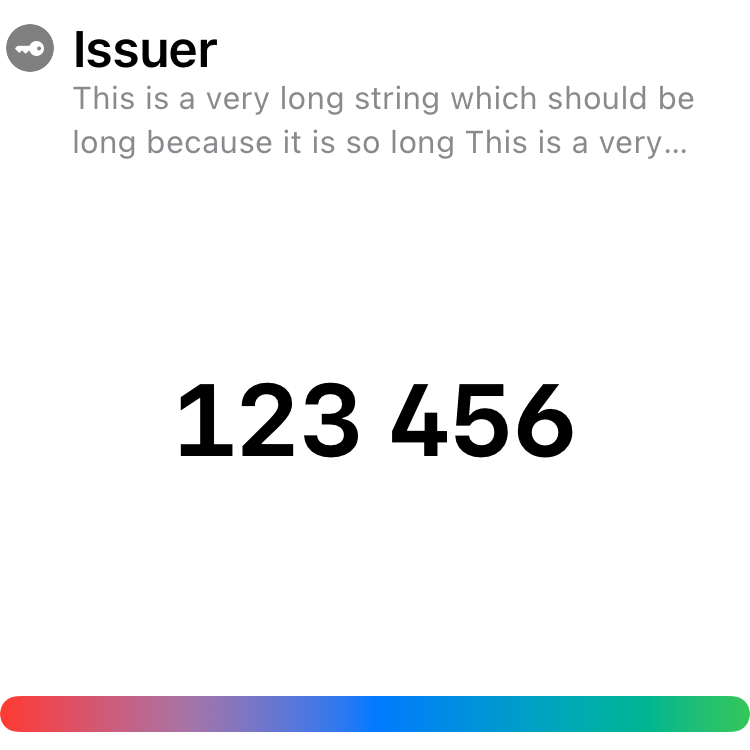 Issuer
This is a very long string which should be
long because it is so long This is a very...
123 456